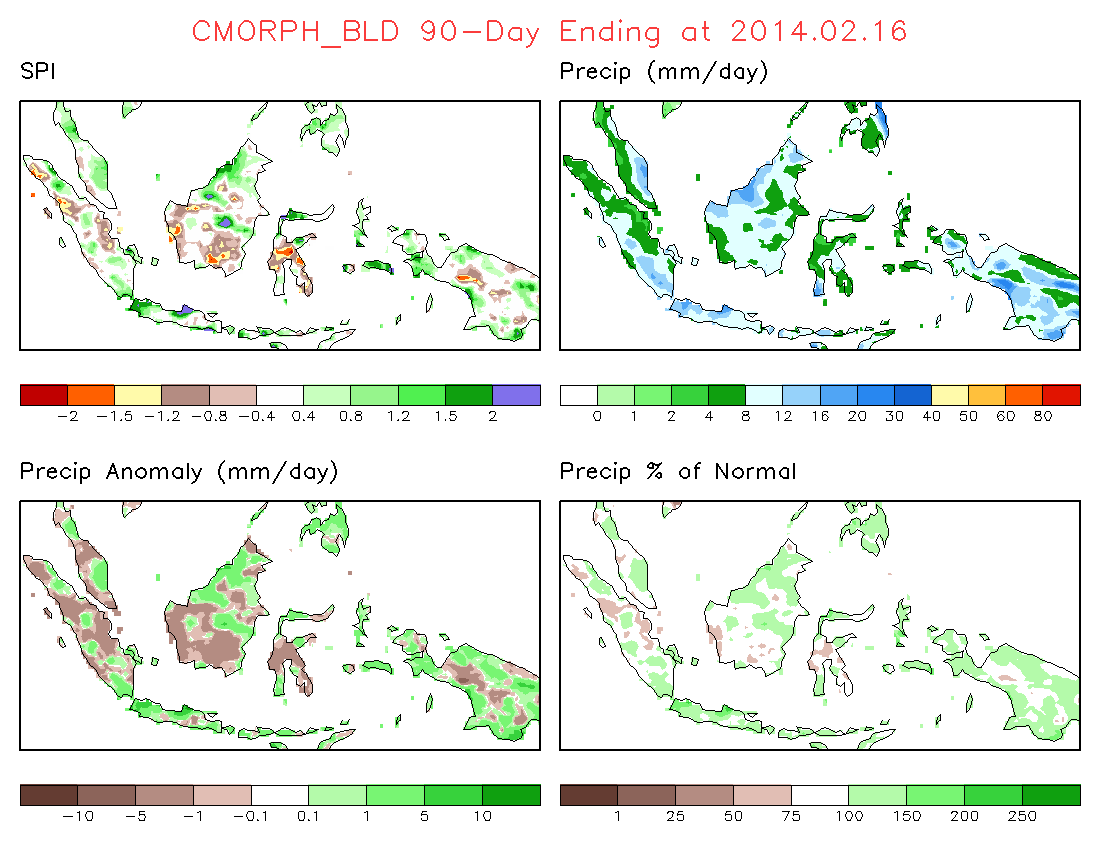 CMORPH_BLD 90-Day Ending at 2014.02.16
SPI
Precip (mm/day)
-2 -1.5 -1.2 -0.8 -0.4 0.4 0.8 1.2 1.5 2
0 1 2 4 8 12 16 20 30 40 50 60 80
Precip Anomaly (mm/day)
Precip % of Normal
-10 -5 -1 -0.1 0.1 1 5 10
1 25 50 75 100 150 200 250